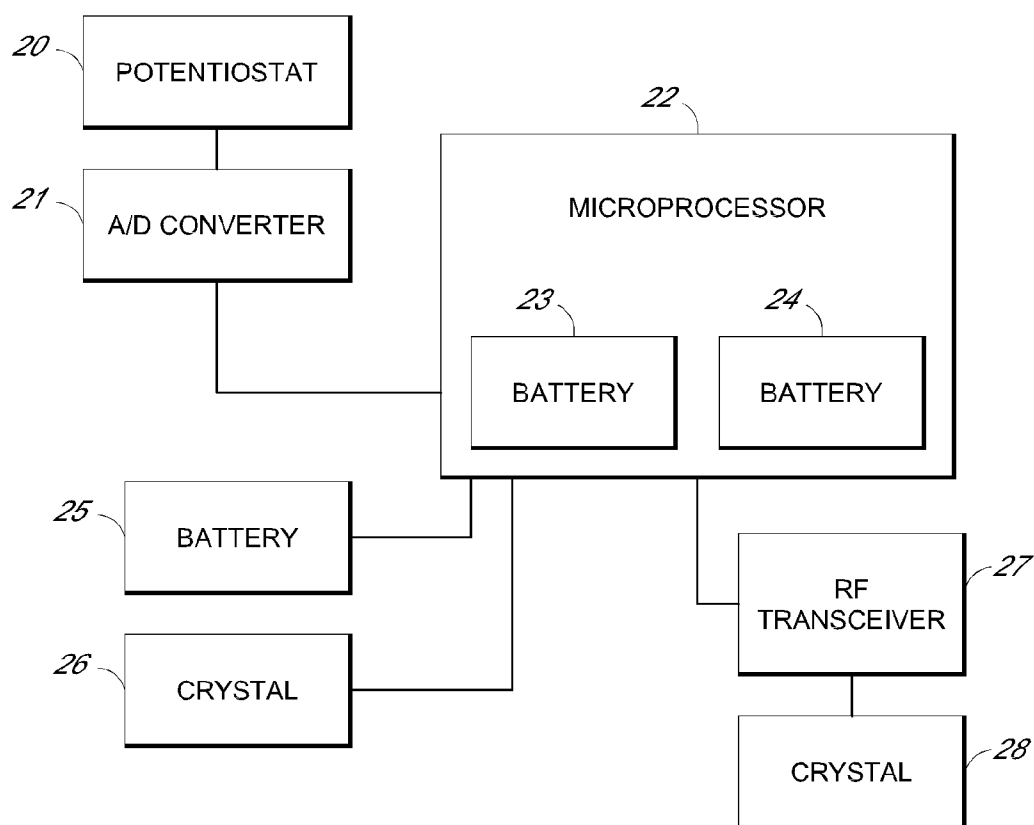 20
POTENTIOSTAT
21
A/D CONVERTER
22
MICROPROCESSOR
23
BATTERY
24
BATTERY
25
BATTERY
26
CRYSTAL
27
RF
TRANSCEIVER
28
CRYSTAL